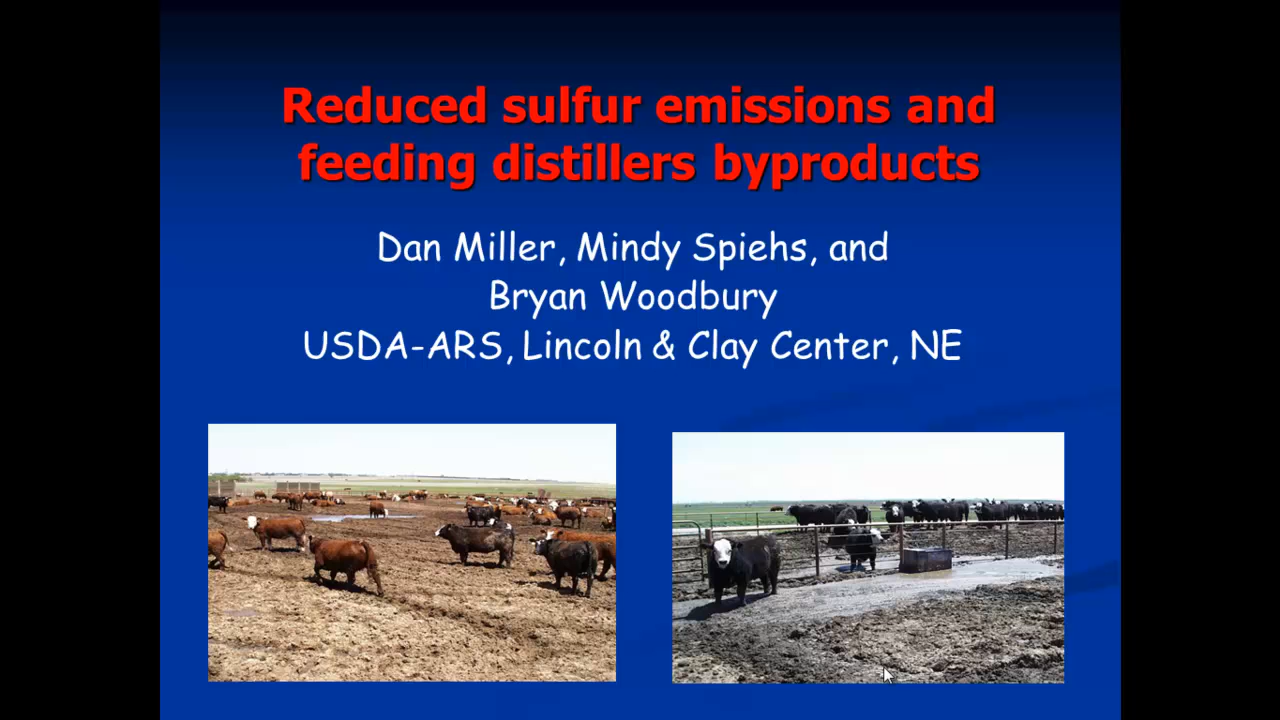 Reduced sulfur emissions and
feeding distillers byproducts
Dan Miller, Mindy Spiehs, and
Bryan Woodbury
USDA-ARS, Lincoln & Clay Center, NE